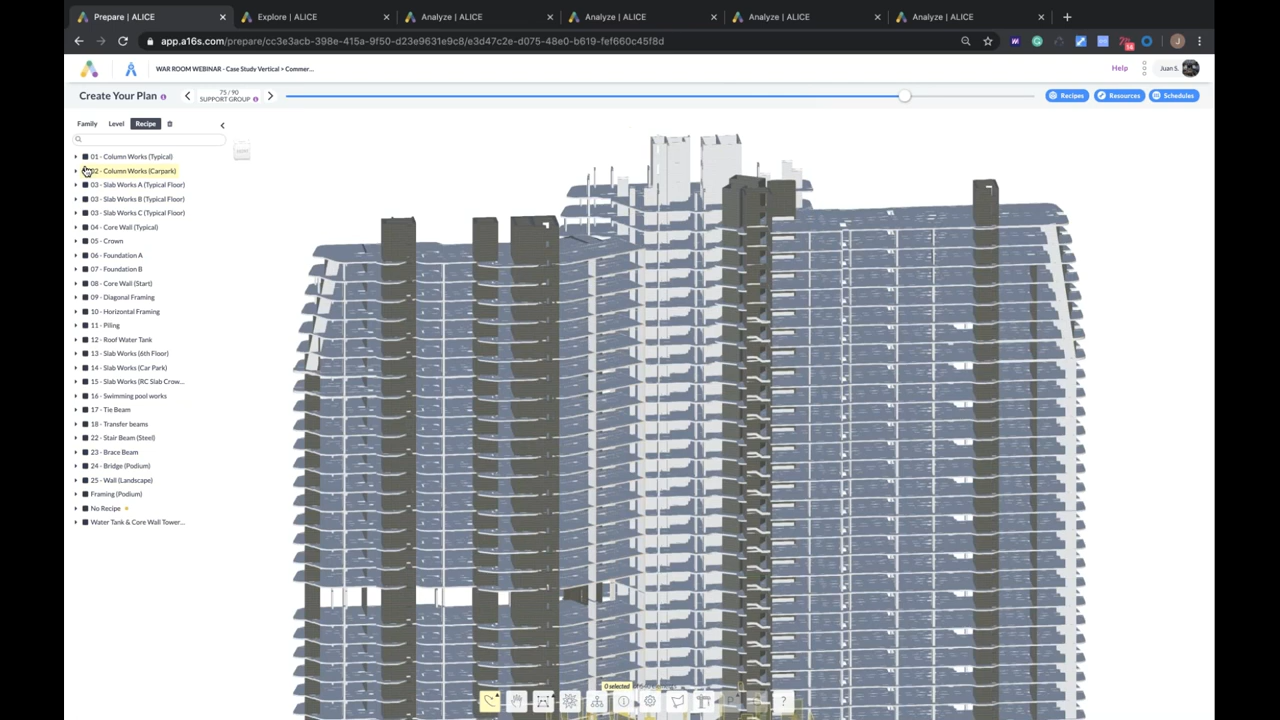 Prepare | ALICE
Explore | ALICE
Analyze | ALICE
Analyze | ALICE
Analyze | ALICE
Analyze | ALICE
app.a16s.com/prepare/cc3e3acb-398e-415a-9f50-d23e9631e9c8/e3d47c2e-d075-48e0-b619-fef660c45f8d
J
WAR ROOM WEBINAR - Case Study Vertical > Commer...
Help
Juan S.
Create Your Plan
75 / 90
SUPPORT GROUP
Recipes
Resources
Schedules
Family
Level
Recipe
01 - Column Works (Typical)
02 - Column Works (Carpark)
03 - Slab Works A (Typical Floor)
03 - Slab Works B (Typical Floor)
03 - Slab Works C (Typical Floor)
04 - Core Wall (Typical)
05 - Crown
06 - Foundation A
07 - Foundation B
08 - Core Wall (Start)
09 - Diagonal Framing
10 - Horizontal Framing
11 - Piling
12 - Roof Water Tank
13 - Slab Works (6th Floor)
14 - Slab Works (Car Park)
15 - Slab Works (RC Slab Crow...
16 - Swimming pool works
17 - Tie Beam
18 - Transfer beams
22 - Stair Beam (Steel)
23 - Brace Beam
24 - Bridge (Podium)
25 - Wall (Landscape)
Framing (Podium)
No Recipe
Water Tank & Core Wall Tower...
0 selected
?